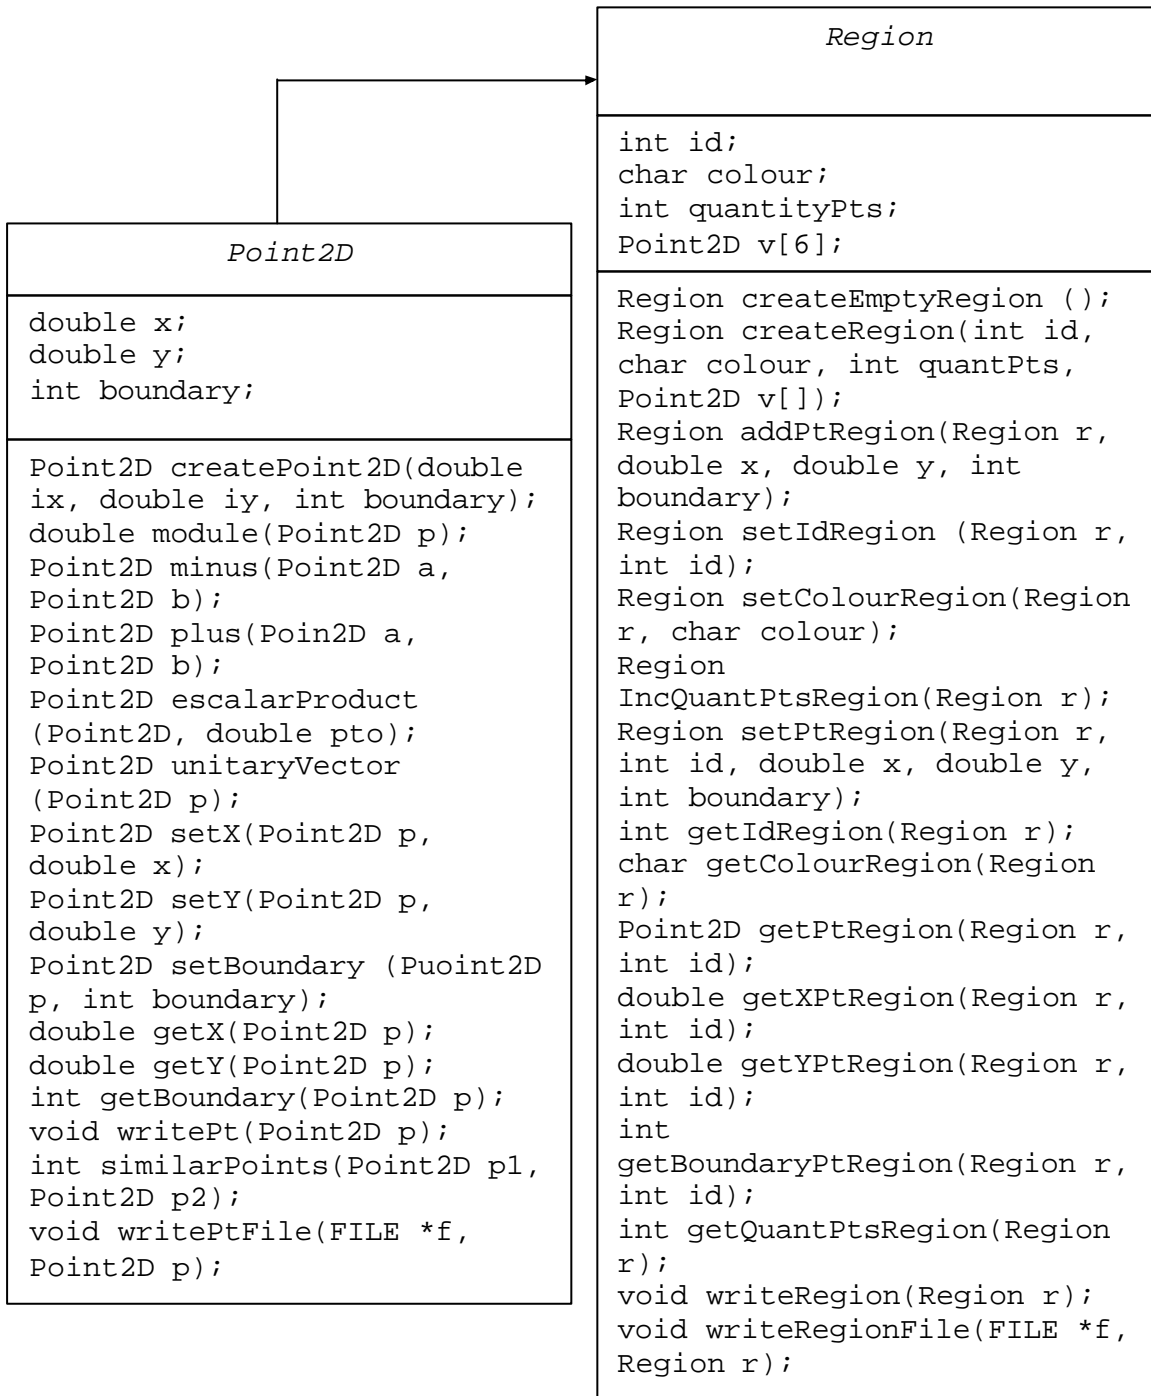 Region
int id;
char colour;
int quantityPts;
Point2D v[6];
Region createEmptyRegion ();
Region createRegion(int id,
char colour, int quantPts,
Point2D v[]);
Region addPtRegion(Region r,
double x, double y, int
boundary);
Region setIdRegion (Region r,
int id);
Region setColourRegion(Region
r, char colour);
Region
IncQuantPtsRegion(Region r);
Region setPtRegion(Region r,
int id, double x, double y,
int boundary);
int getIdRegion(Region r);
char getColourRegion(Region
r);
Point2D getPtRegion(Region r,
int id);
double getXPtRegion(Region r,
int id);
double getYPtRegion(Region r,
int id);
int
getBoundaryPtRegion(Region r,
int id);
int getQuantPtsRegion(Region
r);
void writeRegion(Region r);
void writeRegionFile(FILE *f,
Region r);
Point2D
double x;
double y;
int boundary;
Point2D createPoint2D(double
ix, double iy, int boundary);
double module(Point2D p);
Point2D minus(Point2D a,
Point2D b);
Point2D plus(Poin2D a,
Point2D b);
Point2D escalarProduct
(Point2D, double pto);
Point2D unitaryVector
(Point2D p);
Point2D setX(Point2D p,
double x);
Point2D setY(Point2D p,
double y);
Point2D setBoundary (Puoint2D
p, int boundary);
double getX(Point2D p);
double getY(Point2D p);
int getBoundary(Point2D p);
void writePt(Point2D p);
int similarPoints(Point2D p1,
Point2D p2);
void writePtFile(FILE *f,
Point2D p);